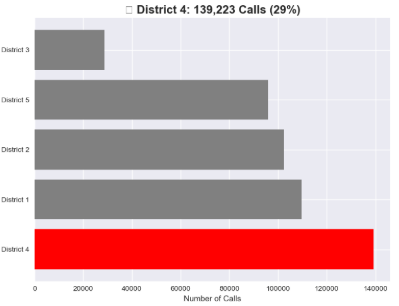 District 4: 139,223 Calls (29%)
District 3
District 5
District 2
District 1
District 4
0 20000 40000 60000 80000 100000 120000 140000
Number of Calls